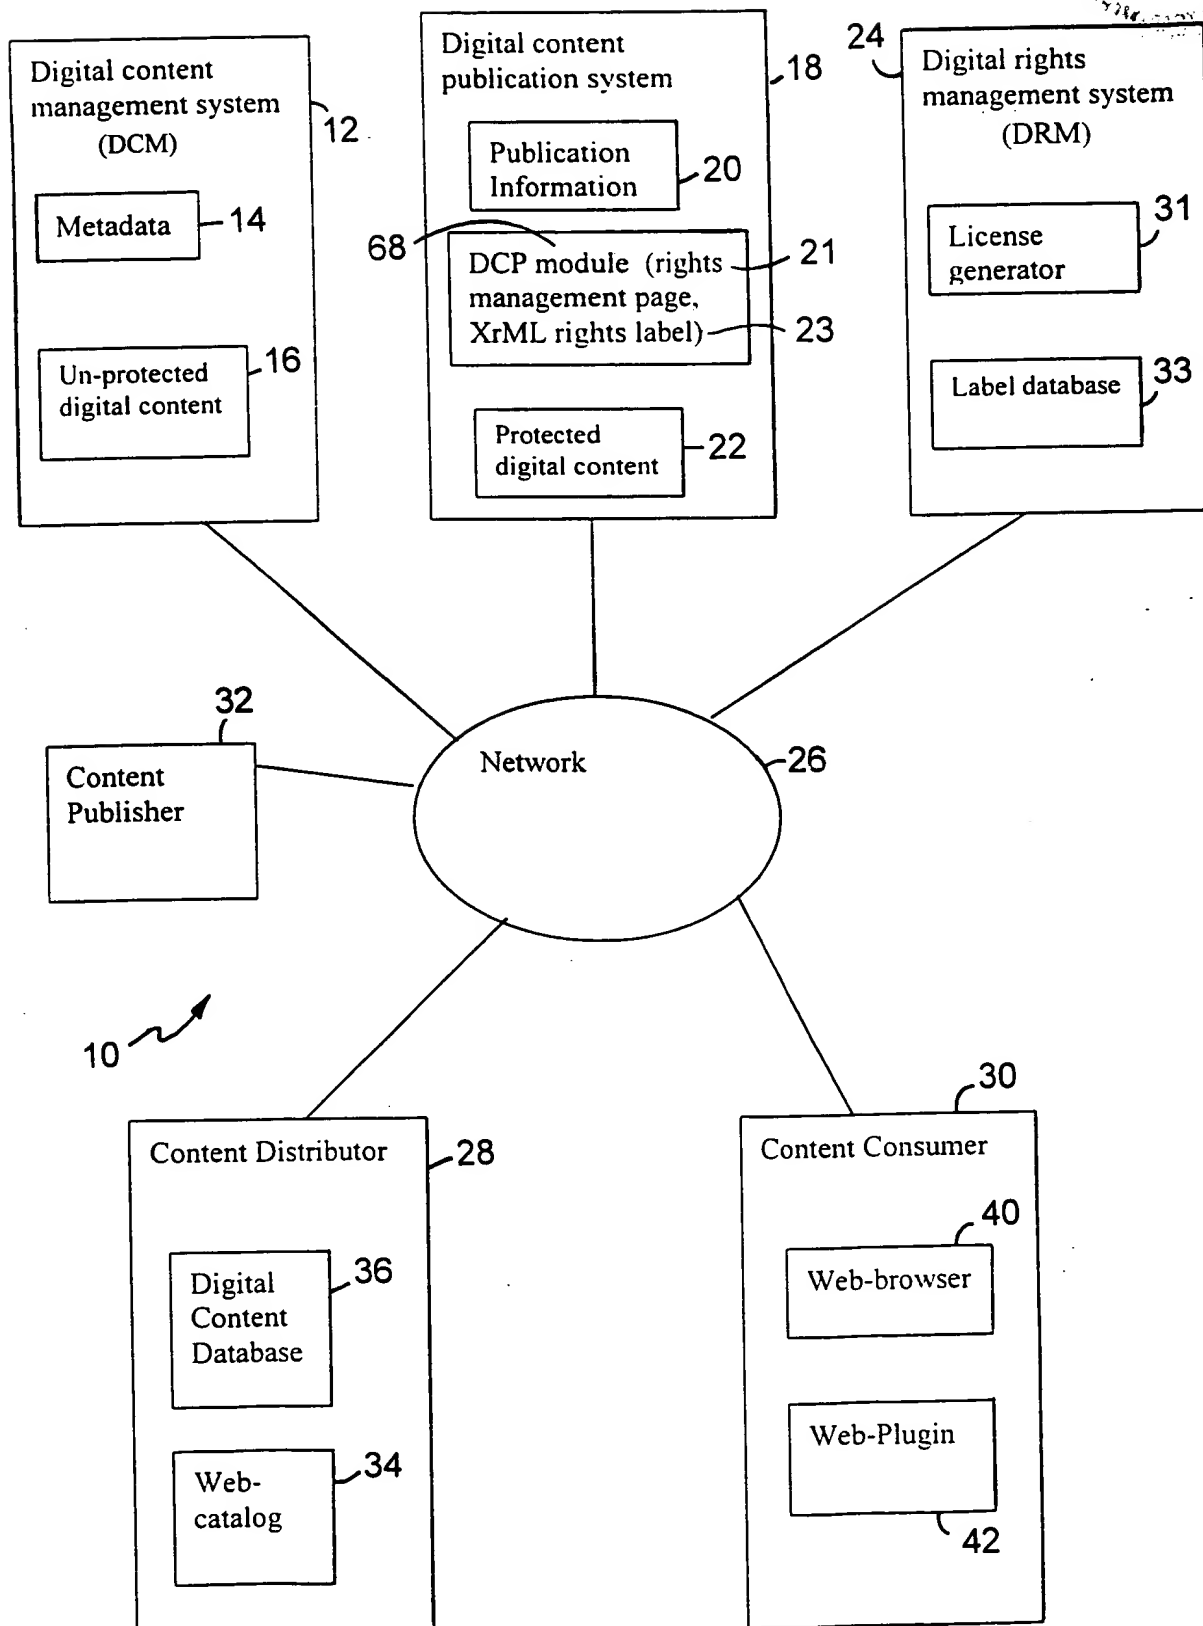 Digital content
management system
(DCM)
12
Metadata
14
Un-protected
digital content
16
Digital content
publication system
18
Publication
Information
20
68
DCP module (rights
management page,
XrML rights label)
21
23
Protected
digital content
22
24
Digital rights
management system
(DRM)
License
generator
31
Label database
33
32
Content
Publisher
Network
26
10
Content Distributor
28
Digital
Content
Database
36
Web-
catalog
34
30
Content Consumer
40
Web-browser
Web-Plugin
42